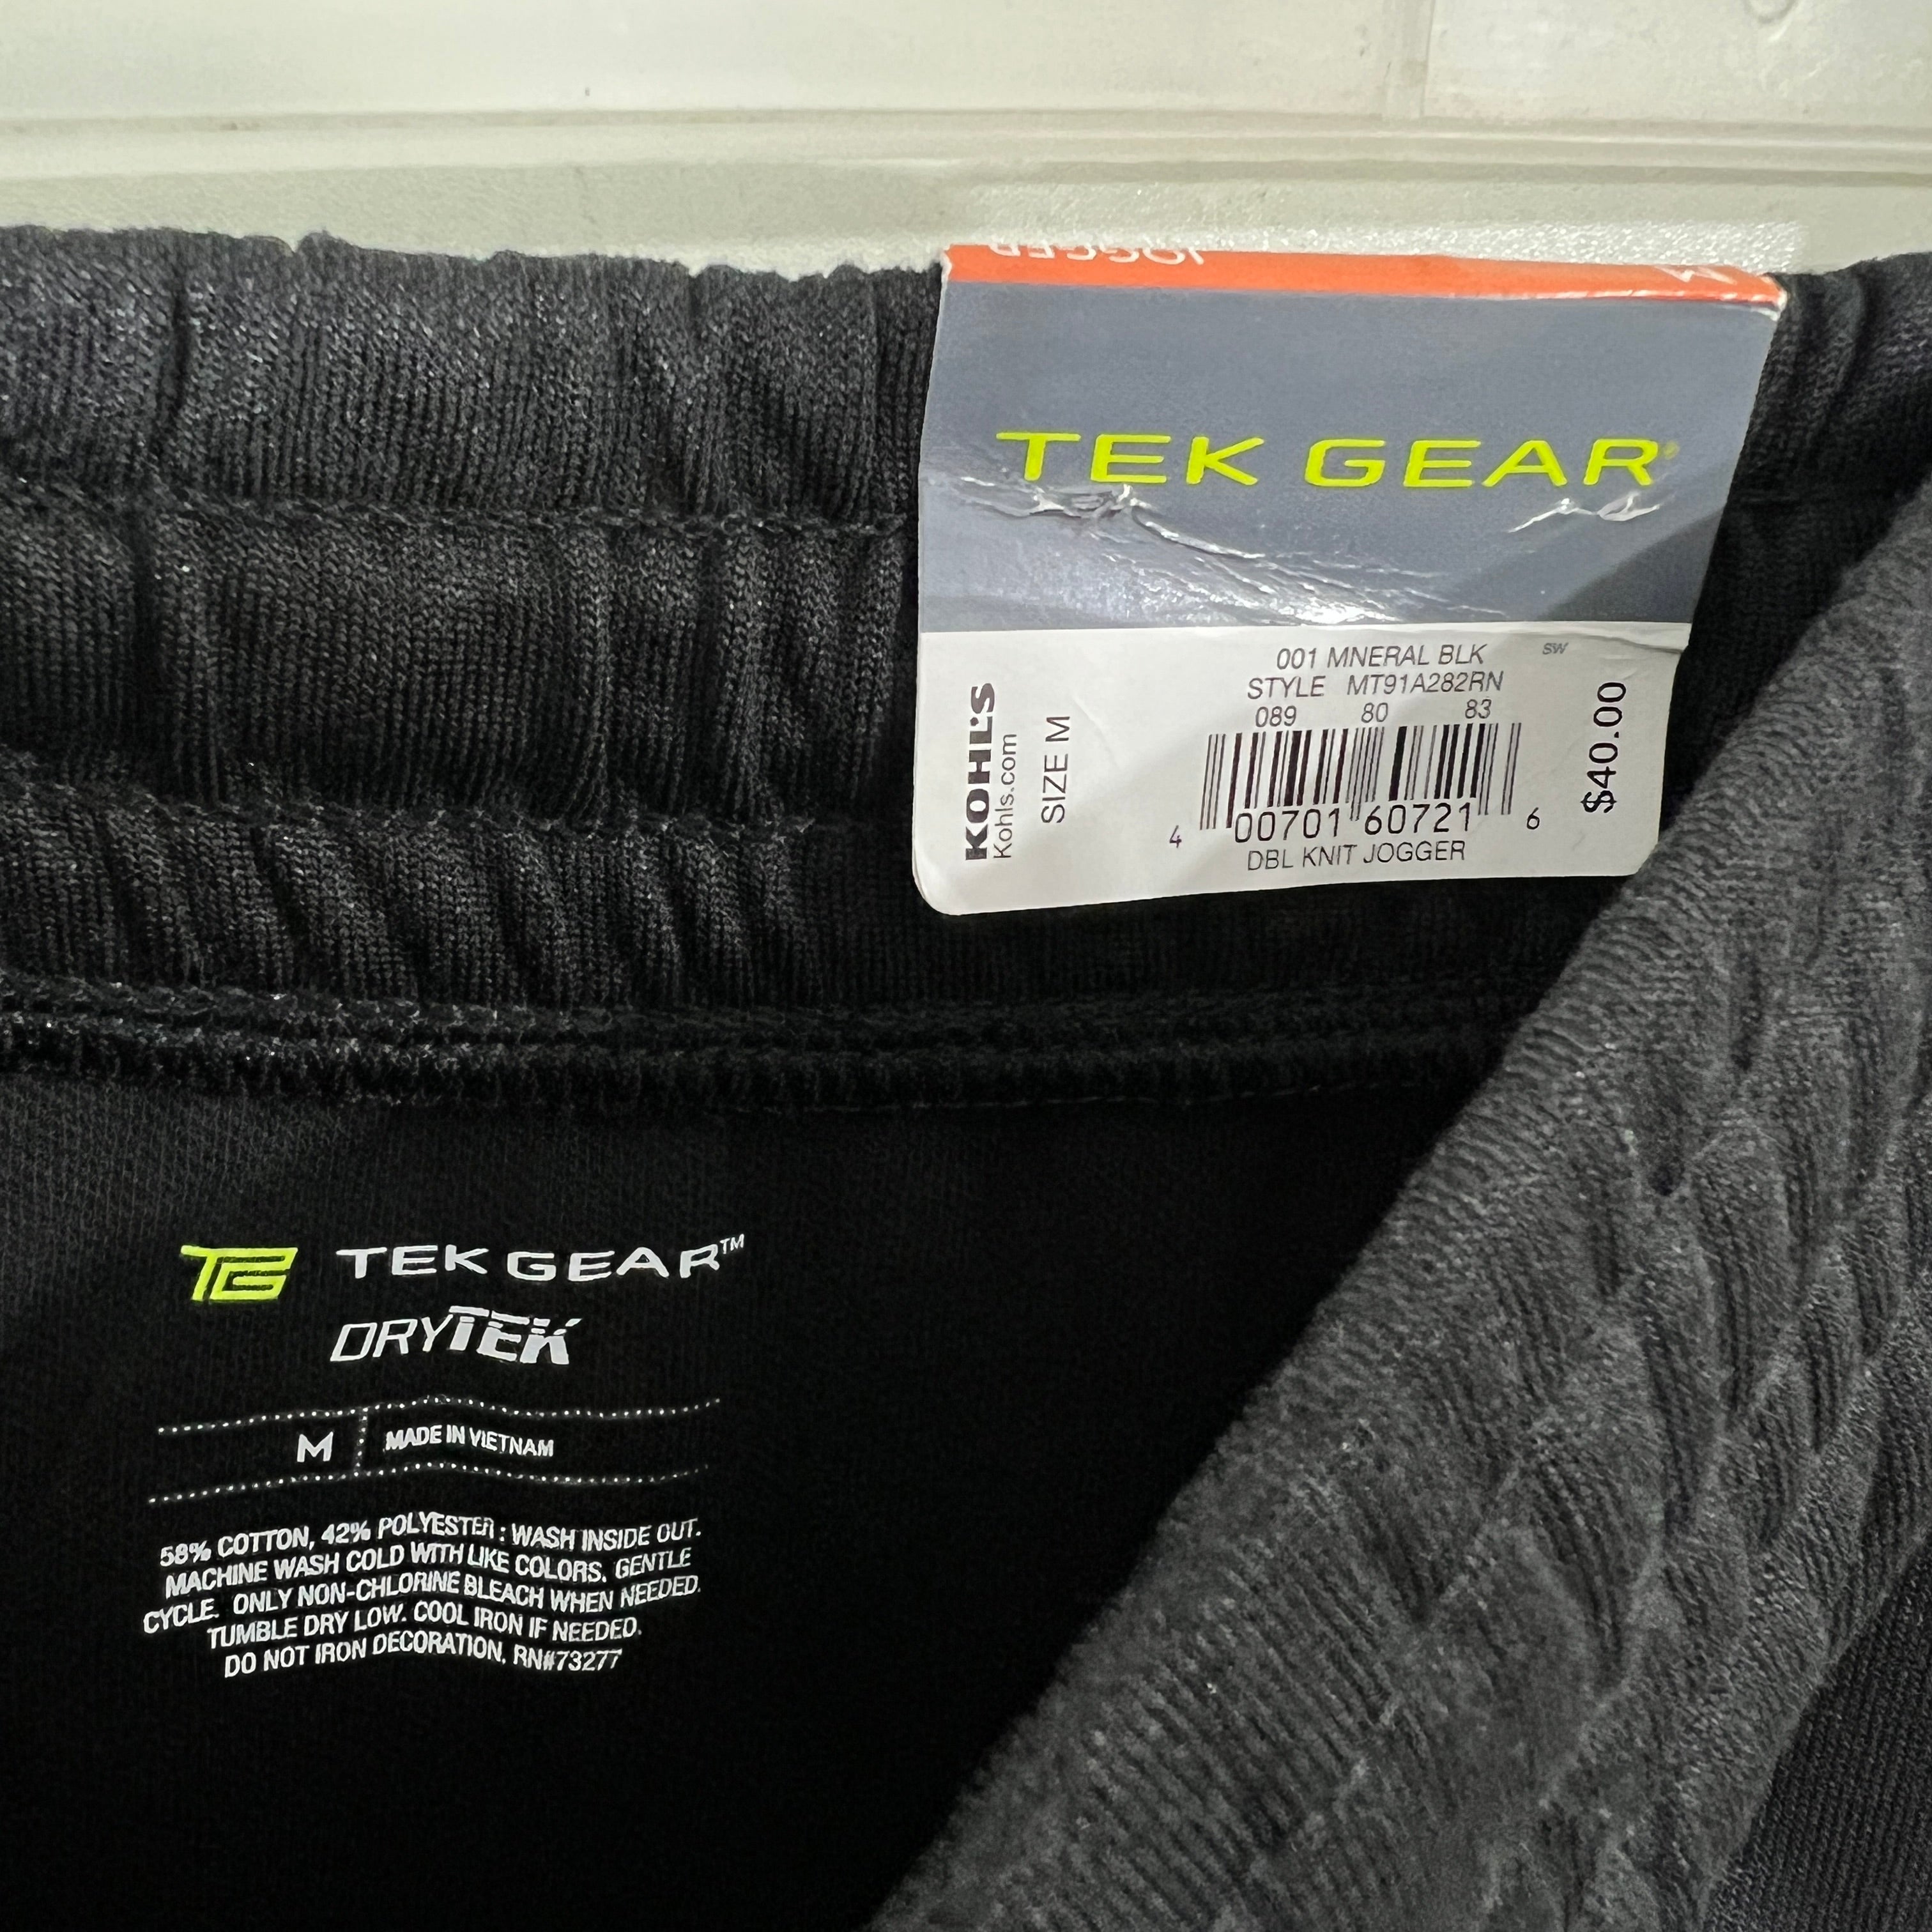 JOGGER
M
TEK GEAR®
001 MNERAL BLK SW
STYLE MT91A282RN
089 80 83
4 00701 60721 6
DBL KNIT JOGGER
KOHL'S
Kohls.com
SIZE M
$40.00
TG TEK GEAR™
DRYTEK
M MADE IN VIETNAM
58% COTTON, 42% POLYESTER : WASH INSIDE OUT.
MACHINE WASH COLD WITH LIKE COLORS, GENTLE
CYCLE. ONLY NON-CHLORINE BLEACH WHEN NEEDED.
TUMBLE DRY LOW. COOL IRON IF NEEDED.
DO NOT IRON DECORATION, RN#73277